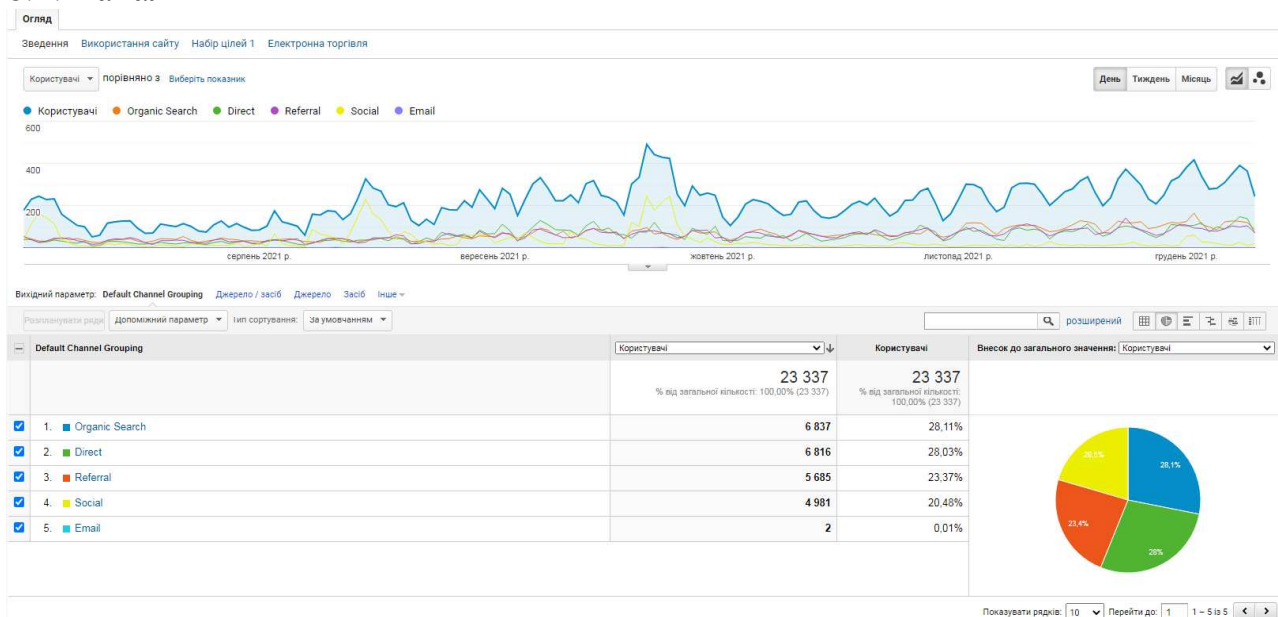 Огляд
Зведення Використання сайту Набір цілей 1 Електронна торгівля
Користувачі порівняно з Виберіть показник День Тиждень Місяць
Користувачі Organic Search Direct Referral Social Email
600
400
200
серпень 2021 р. вересень 2021 р. жовтень 2021 р. листопад 2021 р. грудень 2021 р.
Вихідний параметр: Default Channel Grouping Джерело / засіб Джерело Засіб Інше
Допоміжний параметр Тип сортування: За умовчанням розширений
Default Channel Grouping Користувачі Користувачі Внесок до загального значення: Користувачі
23 337 23 337
% від загальної кількості: 100,00% (23 337) % від загальної кількості:
100,00% (23 337)
1. Organic Search 6 837 28,11%
2. Direct 6 816 28,03%
3. Referral 5 685 23,37%
4. Social 4 981 20,48%
5. Email 2 0,01%
20,5%
28,1%
23,4%
28%
Показувати рядків: 10 Перейти до: 1 1 – 5 із 5